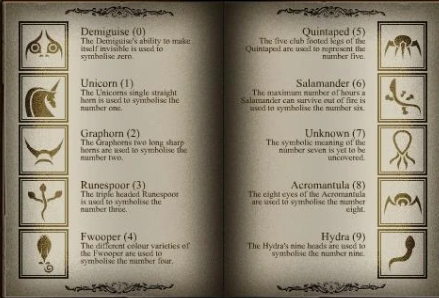 Demiguise (0)
The Demiguise's ability to make
itself invisible is used to
symbolise zero.
Unicorn (1)
The Unicorns single straight
horn is used to symbolise the
number one.
Graphorn (2)
The Graphorns two long sharp
horns are used to symbolise the
number two.
Runespoor (3)
The triple headed Runespoor
is used to symbolise the
number three.
Fwooper (4)
The different colour varieties of
the Fwooper are used to
symbolise the number four.
Quintaped (5)
The five club footed legs of the
Quintaped are used to represent the
number five.
Salamander (6)
The maximum number of hours a
Salamander can survive out of fire is
used to symbolise the number six.
Unknown (7)
The symbolic meaning of the
number seven is yet to be
uncovered.
Acromantula (8)
The eight eyes of the Acromantula
are used to symbolise the number
eight.
Hydra (9)
The Hydra's nine heads are used to
symbolise the number nine.